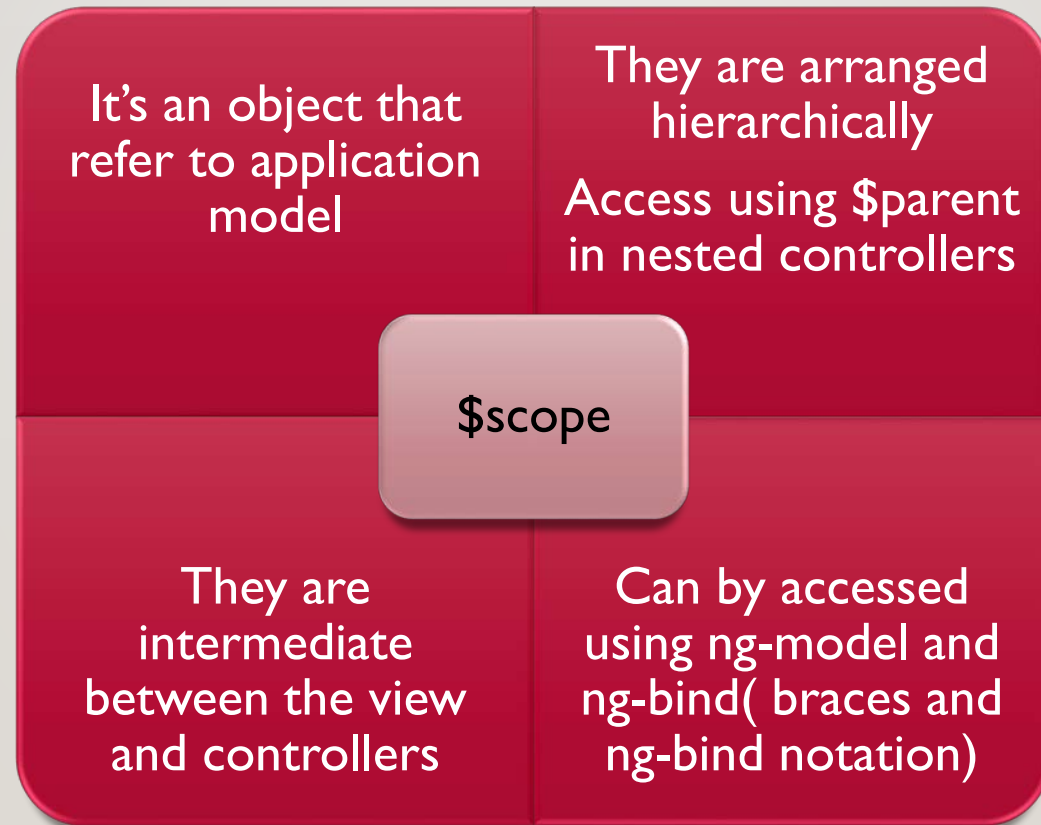 It’s an object that
refer to application
model
They are arranged
hierarchically
Access using $parent
in nested controllers
$scope
They are
intermediate
between the view
and controllers
Can by accessed
using ng-model and
ng-bind( braces and
ng-bind notation)